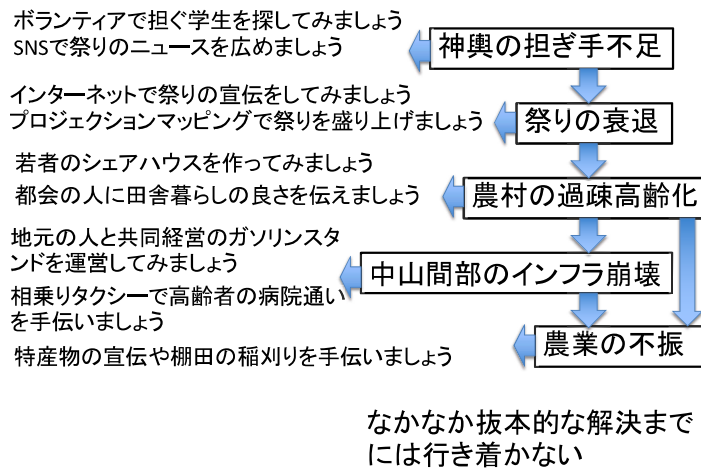 ボランティアで担ぐ学生を探してみましょう
SNSで祭りのニュースを広めましょう
神輿の担ぎ手不足
インターネットで祭りの宣伝をしてみましょう
プロジェクションマッピングで祭りを盛り上げましょう
祭りの衰退
若者のシェアハウスを作ってみましょう
都会の人に田舎暮らしの良さを伝えましょう
農村の過疎高齢化
地元の人と共同経営のガソリンスタ
ンドを運営してみましょう
相乗りタクシーで高齢者の病院通い
を手伝いましょう
中山間部のインフラ崩壊
特産物の宣伝や棚田の稲刈りを手伝いましょう
農業の不振
なかなか抜本的な解決まで
には行き着かない